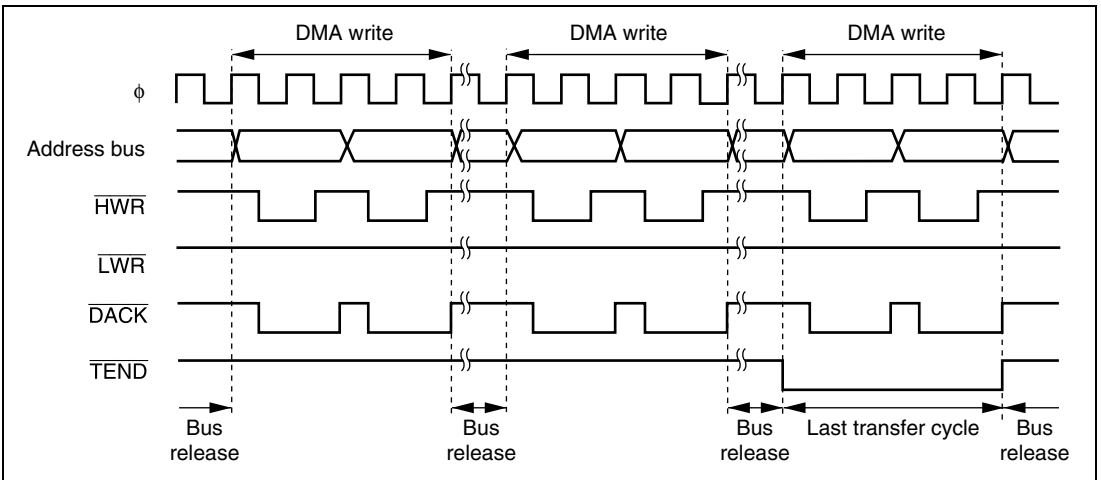 DMA write DMA write DMA write
ϕ
Address bus
HWR
LWR
DACK
TEND
Bus release
Bus release
Bus release
Last transfer cycle
Bus release